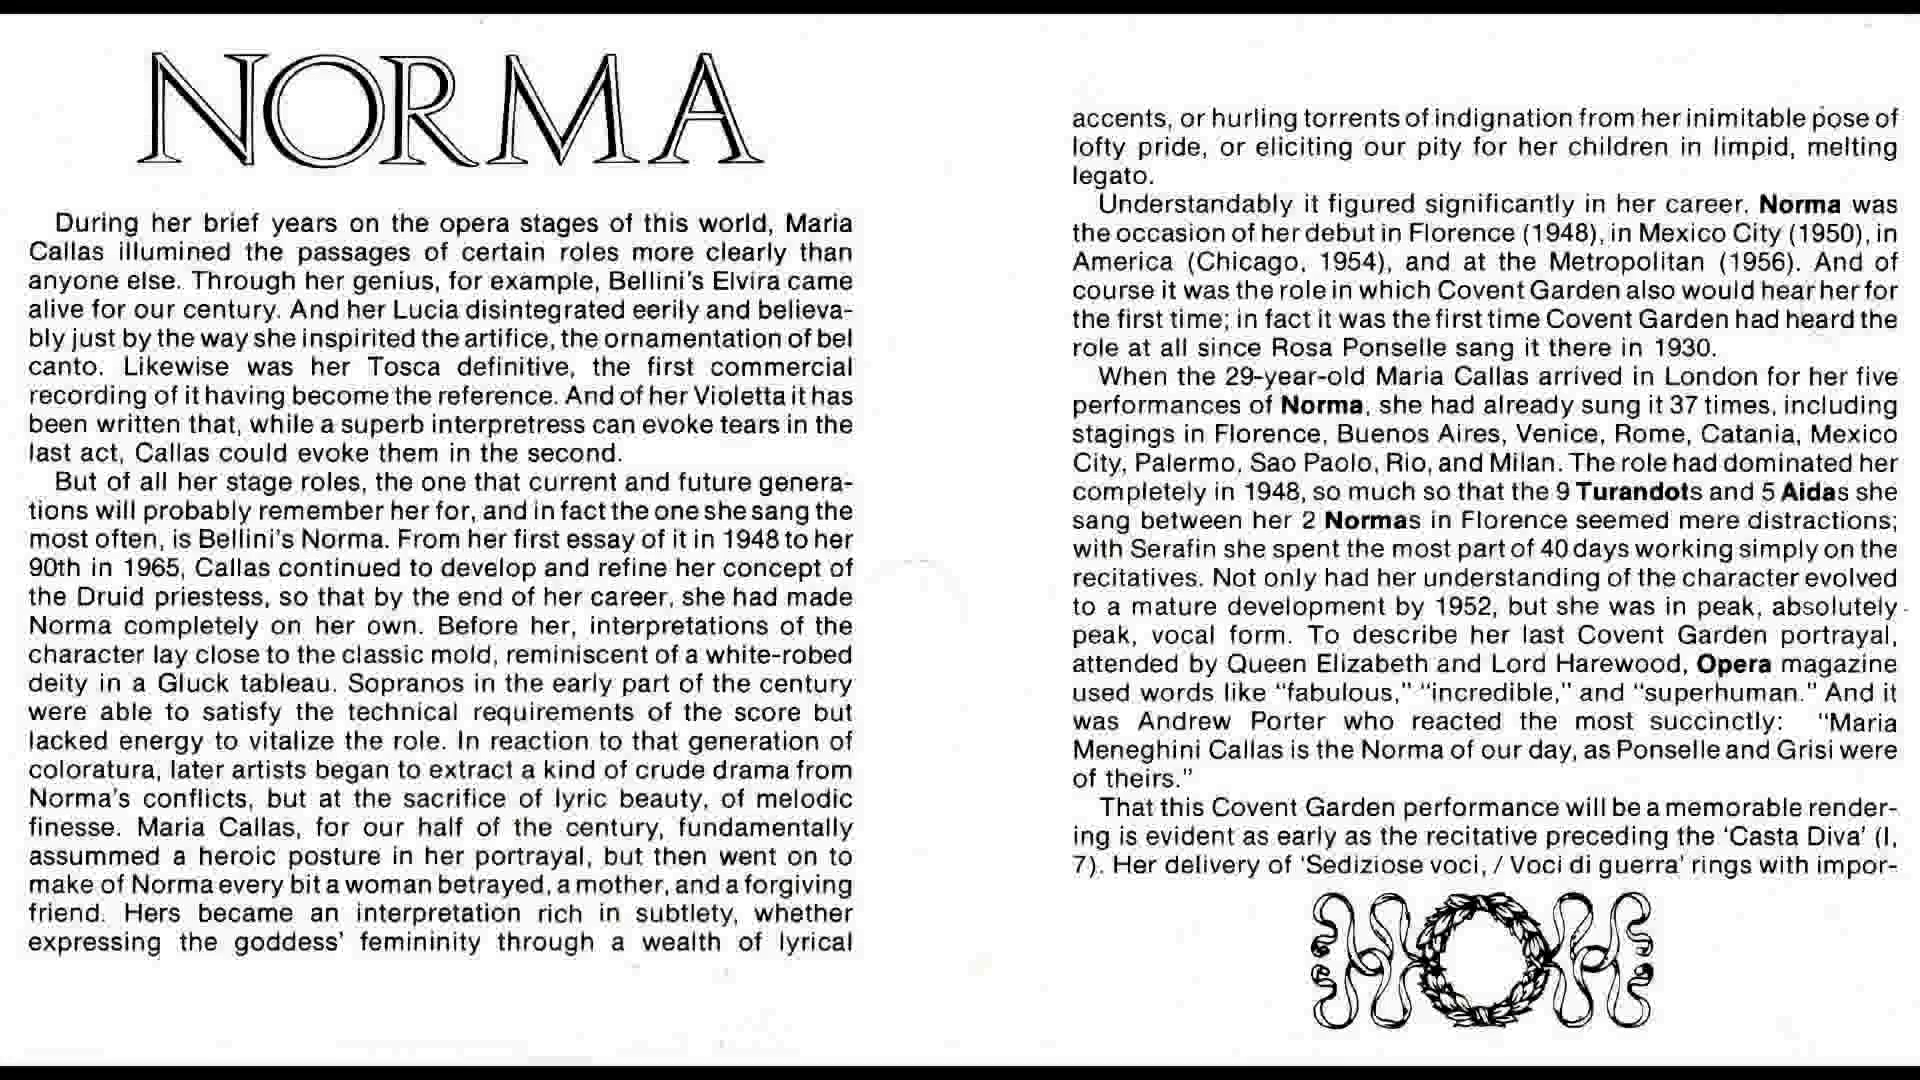 NORMA
During her brief years on the opera stages of this world, Maria
Callas illumined the passages of certain roles more clearly than
anyone else. Through her genius, for example, Bellini's Elvira came
alive for our century. And her Lucia disintegrated eerily and believa-
bly just by the way she inspirited the artifice, the ornamentation of bel
canto. Likewise was her Tosca definitive, the first commercial
recording of it having become the reference. And of her Violetta it has
been written that, while a superb interpretress can evoke tears in the
last act, Callas could evoke them in the second.
But of all her stage roles, the one that current and future genera-
tions will probably remember her for, and in fact the one she sang the
most often, is Bellini's Norma. From her first essay of it in 1948 to her
90th in 1965, Callas continued to develop and refine her concept of
the Druid priestess, so that by the end of her career, she had made
Norma completely on her own. Before her, interpretations of the
character lay close to the classic mold, reminiscent of a white-robed
deity in a Gluck tableau. Sopranos in the early part of the century
were able to satisfy the technical requirements of the score but
lacked energy to vitalize the role. In reaction to that generation of
coloratura, later artists began to extract a kind of crude drama from
Norma's conflicts, but at the sacrifice of lyric beauty, of melodic
finesse. Maria Callas, for our half of the century, fundamentally
assummed a heroic posture in her portrayal, but then went on to
make of Norma every bit a woman betrayed, a mother, and a forgiving
friend. Hers became an interpretation rich in subtlety, whether
expressing the goddess' femininity through a wealth of lyrical
accents, or hurling torrents of indignation from her inimitable pose of
lofty pride, or eliciting our pity for her children in limpid, melting
legato.
Understandably it figured significantly in her career. Norma was
the occasion of her debut in Florence (1948), in Mexico City (1950), in
America (Chicago, 1954), and at the Metropolitan (1956). And of
course it was the role in which Covent Garden also would hear her for
the first time; in fact it was the first time Covent Garden had heard the
role at all since Rosa Ponselle sang it there in 1930.
When the 29-year-old Maria Callas arrived in London for her five
performances of Norma, she had already sung it 37 times, including
stagings in Florence, Buenos Aires, Venice, Rome, Catania, Mexico
City, Palermo, Sao Paolo, Rio, and Milan. The role had dominated her
completely in 1948, so much so that the 9 Turandots and 5 Aidas she
sang between her 2 Normas in Florence seemed mere distractions;
with Serafin she spent the most part of 40 days working simply on the
recitatives. Not only had her understanding of the character evolved
to a mature development by 1952, but she was in peak, absolutely
peak, vocal form. To describe her last Covent Garden portrayal,
attended by Queen Elizabeth and Lord Harewood, Opera magazine
used words like "fabulous," "incredible," and "superhuman." And it
was Andrew Porter who reacted the most succinctly: "Maria
Meneghini Callas is the Norma of our day, as Ponselle and Grisi were
of theirs."
That this Covent Garden performance will be a memorable render-
ing is evident as early as the recitative preceding the 'Casta Diva' (I,
7). Her delivery of 'Sediziose voci, / Voci di guerra' rings with impor-